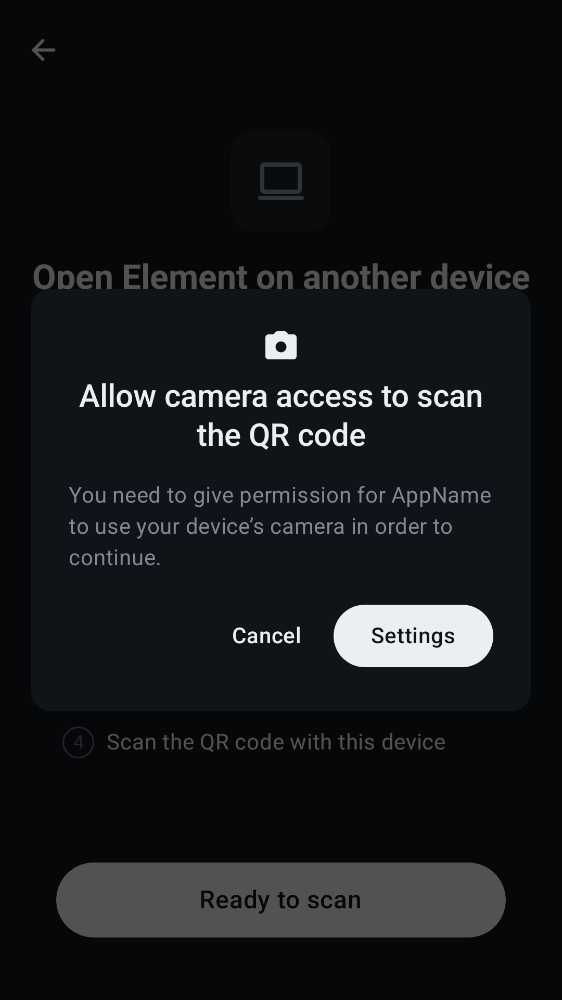 Open Element on another device
Allow camera access to scan
the QR code
You need to give permission for AppName
to use your device’s camera in order to
continue.
Cancel
Settings
4 Scan the QR code with this device
Ready to scan